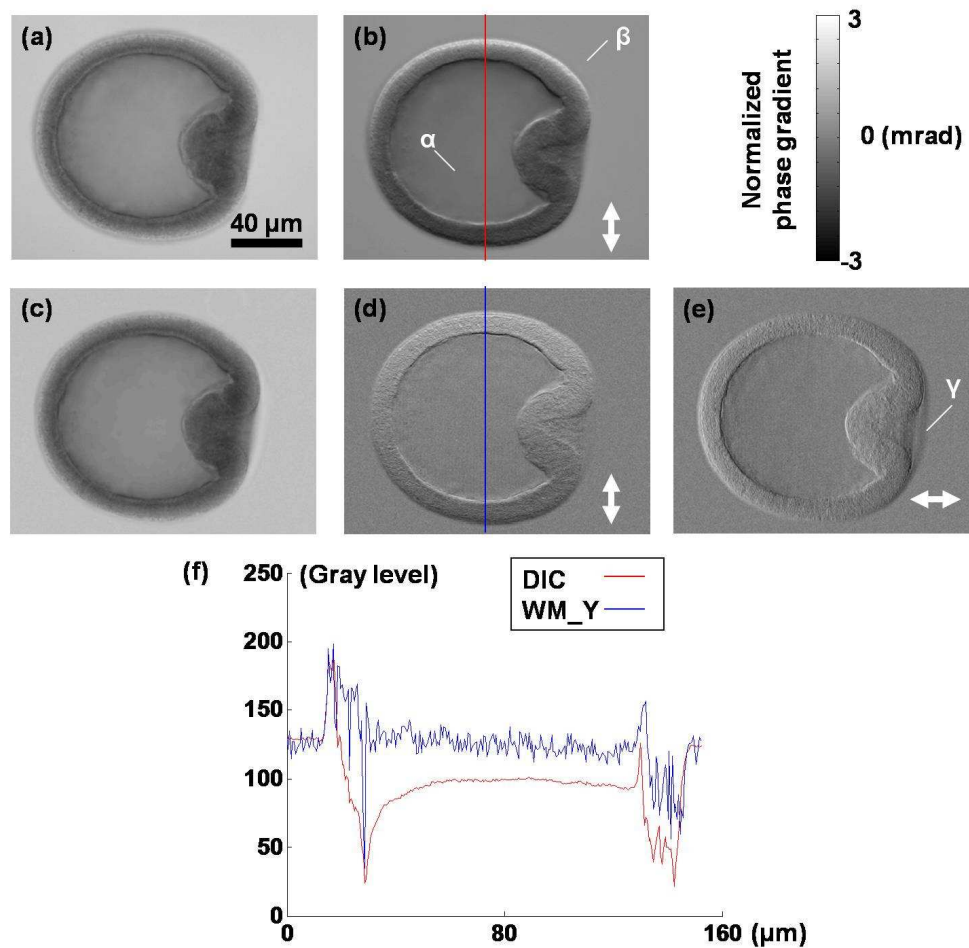 (a)
40 µm
(b)
α
β
Normalized
phase gradient
3
0 (mrad)
-3
(c)
(d)
(e)
γ
(f)
250
(Gray level)
200
150
100
50
0
DIC
WM_Y
0
80
160
(µm)